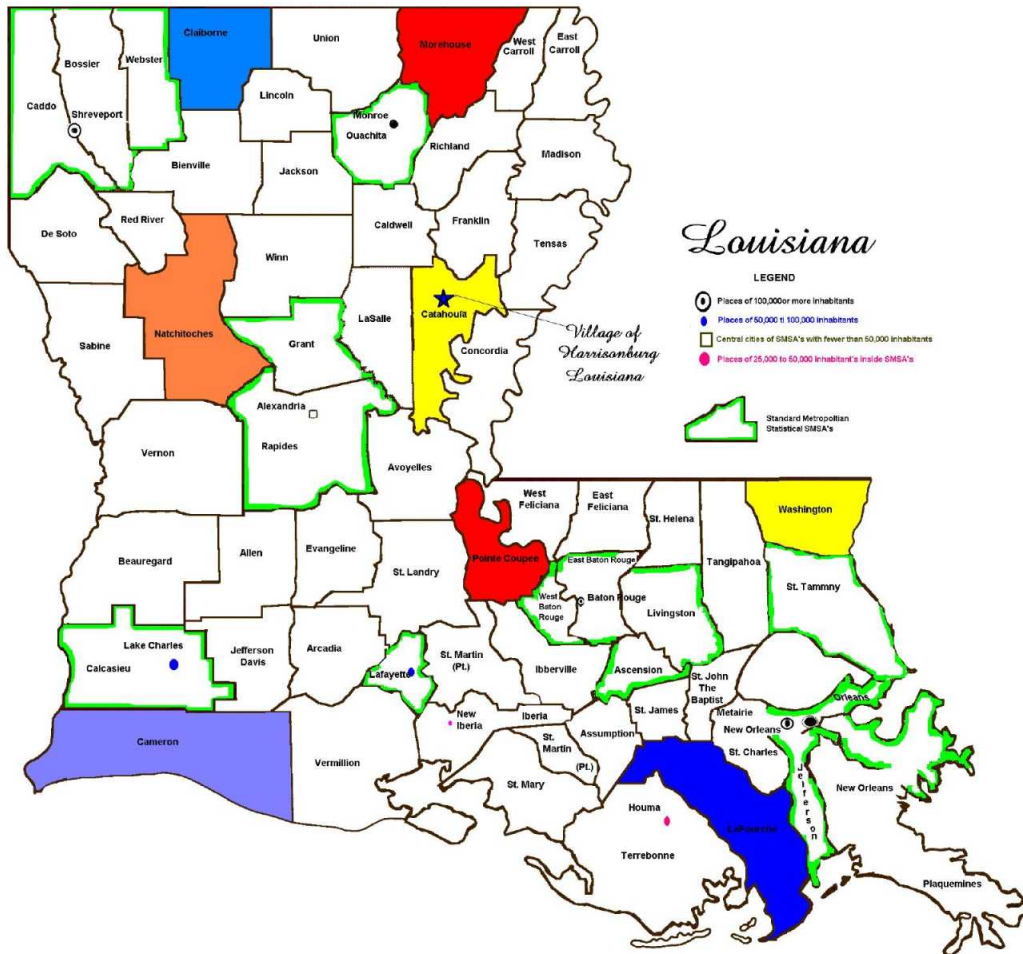 Claiborne
Union
Morehouse
West
Carroll
East
Carroll
Bossier
Webster
Caddo
Shreveport
Lincoln
Monroe
Ouachita
Richland
Madison
Bienville
Jackson
Red River
De Soto
Caldwell
Franklin
Tensas
Winn
Natchitoches
Sabine
Grant
LaSalle
Catahoula
Concordia
Village of
Harrisonburg
Louisiana
Louisiana
LEGEND
Places of 100,000or more inhabitants
Places of 50,000 ti 100,000 inhabitants
Central cities of SMSA's with fewer than 50,000 inhabitants
Places of 25,000 to 50,000 inhabitant's inside SMSA's
Standard Metropoltian
Statistical SMSA's
Alexandria
Rapides
Vernon
Avoyelles
West
Feliciana
East
Feliciana
St. Helena
Washington
Beauregard
Allen
Evangeline
St. Landry
Pointe Coupee
East Baton Rouge
West
Baton
Rouge
Baton Rouge
Livingston
Tangipahoa
St. Tammny
Lake Charles
Calcasieu
Jefferson
Davis
Arcadia
Lafayette
St. Martin
(Pt.)
Ibberville
Ascension
St. John
The
Baptist
Orleans
New
Iberia
Iberia
Assumption
St. James
Metairie
New Orleans
St. Charles
Cameron
Vermillion
St.
Martin
(Pt.)
St. Mary
Jefferson
New Orleans
Houma
Terrebonne
Plaquemines